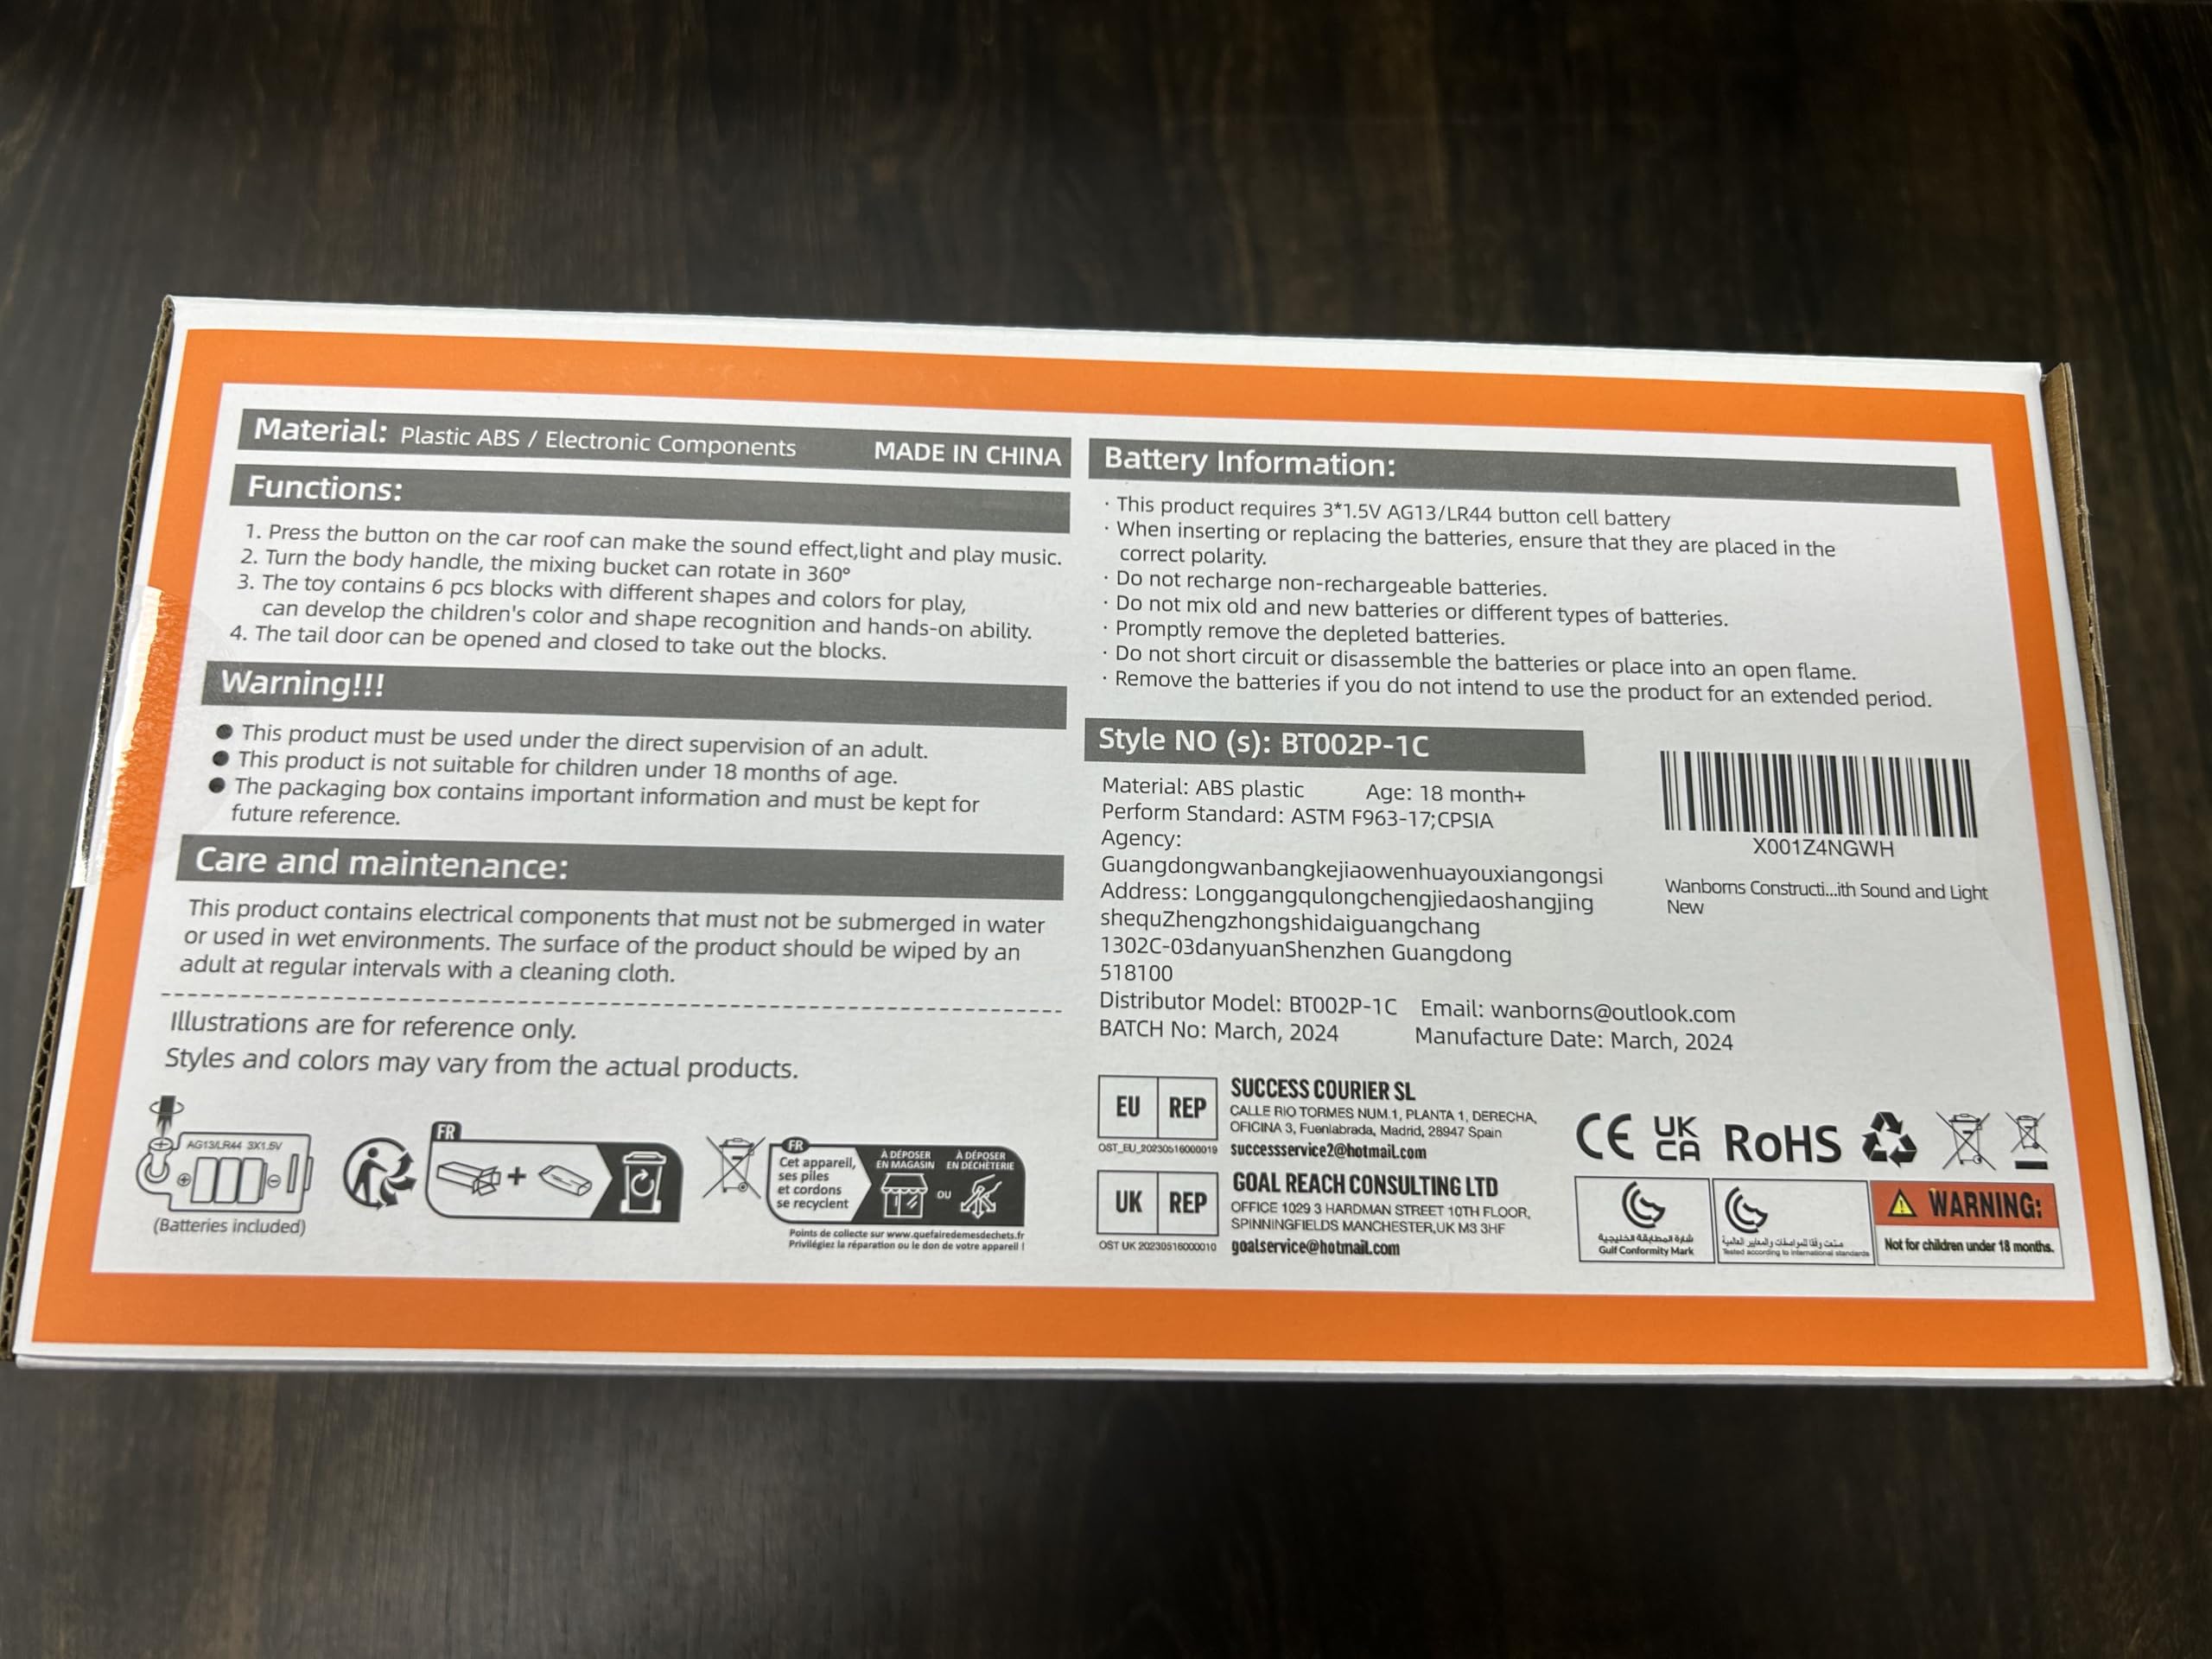 Material: Plastic ABS / Electronic Components MADE IN CHINA
Functions:
1. Press the button on the car roof can make the sound effect,light and play music.
2. Turn the body handle, the mixing bucket can rotate in 360°
3. The toy contains 6 pcs blocks with different shapes and colors for play,
can develop the children's color and shape recognition and hands-on ability.
4. The tail door can be opened and closed to take out the blocks.
Warning!!!
● This product must be used under the direct supervision of an adult.
● This product is not suitable for children under 18 months of age.
● The packaging box contains important information and must be kept for
future reference.
Care and maintenance:
This product contains electrical components that must not be submerged in water
or used in wet environments. The surface of the product should be wiped by an
adult at regular intervals with a cleaning cloth.
Illustrations are for reference only.
Styles and colors may vary from the actual products.
AG13/LR44 3X1.5V
(Batteries included)
FR
+
FR
Cet appareil,
ses piles
et cordons
se recyclent
À DÉPOSER
EN MAGASIN
OU
À DÉPOSER
EN DÉCHÈTERIE
Points de collecte sur www.quefairedemesdechets.fr
Privilégiez la réparation ou le don de votre appareil !
Battery Information:
· This product requires 3*1.5V AG13/LR44 button cell battery
· When inserting or replacing the batteries, ensure that they are placed in the
correct polarity.
· Do not recharge non-rechargeable batteries.
· Do not mix old and new batteries or different types of batteries.
· Promptly remove the depleted batteries.
· Do not short circuit or disassemble the batteries or place into an open flame.
· Remove the batteries if you do not intend to use the product for an extended period.
Style NO (s): BT002P-1C
Material: ABS plastic Age: 18 month+
Perform Standard: ASTM F963-17;CPSIA
Agency:
Guangdongwanbangkejiaowenhuayouxiangongsi
Address: Longgangqulongchengjiedaoshangjing
shequZhengzhongshidaiguangchang
1302C-03danyuanShenzhen Guangdong
518100
Distributor Model: BT002P-1C Email: wanborns@outlook.com
BATCH No: March, 2024 Manufacture Date: March, 2024
X001Z4NGWH
Wanborns Constructi...ith Sound and Light
New
EU REP
OST_EU_20230516000019
SUCCESS COURIER SL
CALLE RIO TORMES NUM.1, PLANTA 1, DERECHA,
OFICINA 3, Fuenlabrada, Madrid, 28947 Spain
successservice2@hotmail.com
UK REP
OST UK 20230516000010
GOAL REACH CONSULTING LTD
OFFICE 1029 3 HARDMAN STREET 10TH FLOOR,
SPINNINGFIELDS MANCHESTER,UK M3 3HF
goalservice@hotmail.com
CE UK CA RoHS
شارة المطابقة الخليجية
Gulf Conformity Mark
صنعت وفقا للمواصفات والمعايير العالمية
Tested according to international standards
WARNING:
Not for children under 18 months.